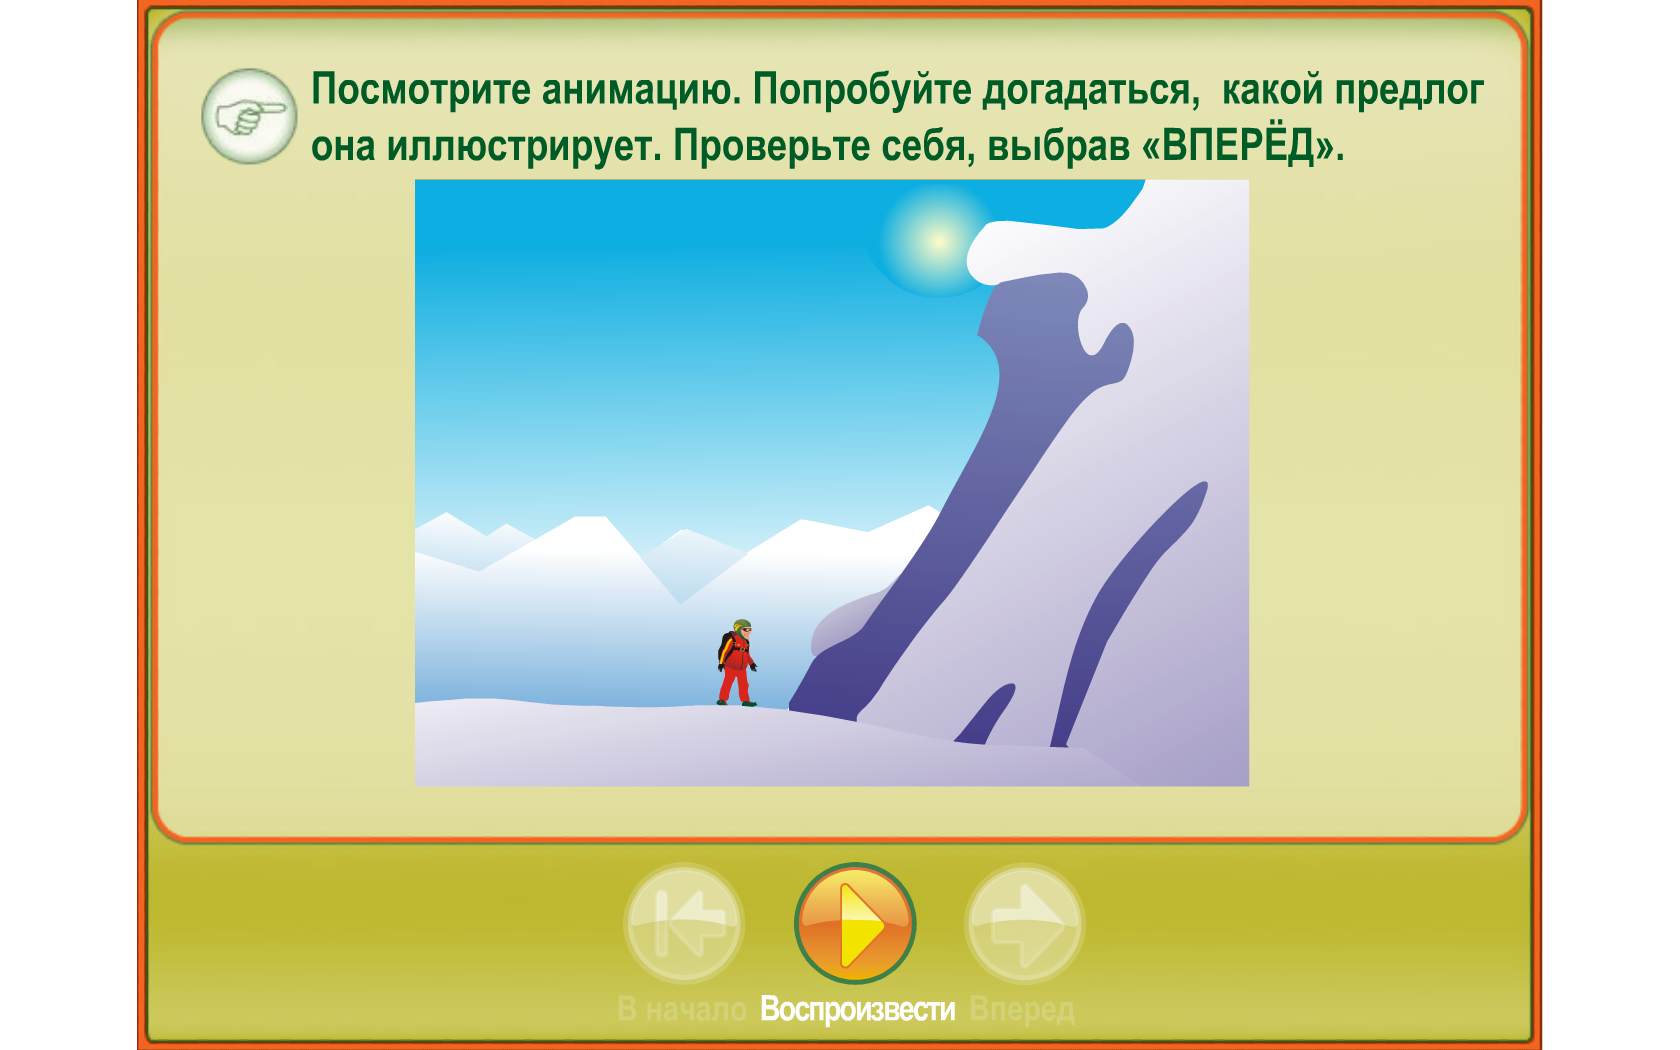 Посмотрите анимацию. Попробуйте догадаться, какой предлог
она иллюстрирует. Проверьте себя, выбрав «ВПЕРЁД».
В начало Воспроизвести Вперед